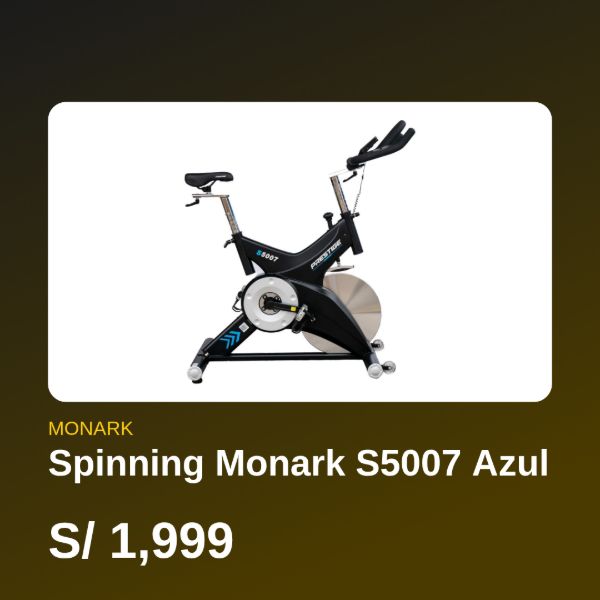 S5007
PRESTIGE
MONARK
Spinning Monark S5007 Azul
S/ 1,999